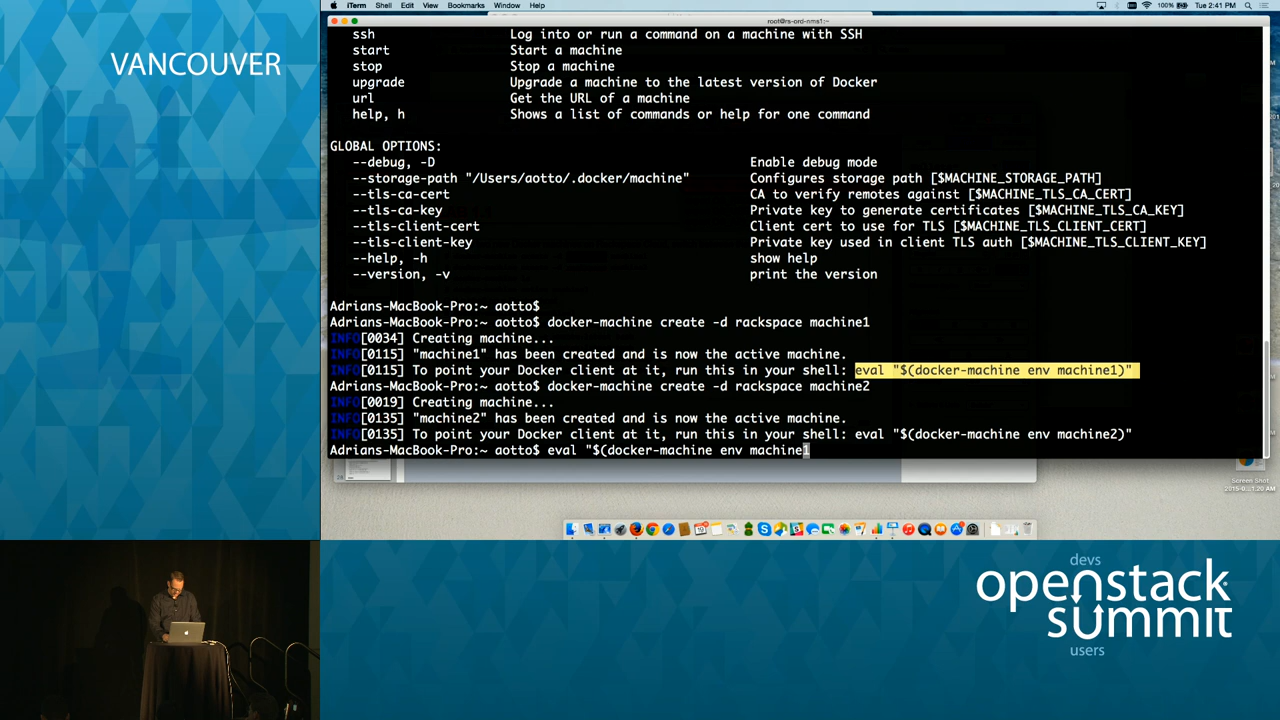 VANCOUVER
iTerm Shell Edit View Bookmarks Window Help
100%
Tue 2:41 PM
root@rs-ord-nms1:~
ssh Log into or run a command on a machine with SSH
start Start a machine
stop Stop a machine
upgrade Upgrade a machine to the latest version of Docker
url Get the URL of a machine
help, h Shows a list of commands or help for one command
GLOBAL OPTIONS:
--debug, -D Enable debug mode
--storage-path "/Users/aotto/.docker/machine" Configures storage path [$MACHINE_STORAGE_PATH]
--tls-ca-cert CA to verify remotes against [$MACHINE_TLS_CA_CERT]
--tls-ca-key Private key to generate certificates [$MACHINE_TLS_CA_KEY]
--tls-client-cert Client cert to use for TLS [$MACHINE_TLS_CLIENT_CERT]
--tls-client-key Private key used in client TLS auth [$MACHINE_TLS_CLIENT_KEY]
--help, -h show help
--version, -v print the version
Adrians-MacBook-Pro:~ aotto$
Adrians-MacBook-Pro:~ aotto$ docker-machine create -d rackspace machine1
INFO[0034] Creating machine...
INFO[0115] "machine1" has been created and is now the active machine.
INFO[0115] To point your Docker client at it, run this in your shell: eval "$(docker-machine env machine1)"
Adrians-MacBook-Pro:~ aotto$ docker-machine create -d rackspace machine2
INFO[0019] Creating machine...
INFO[0135] "machine2" has been created and is now the active machine.
INFO[0135] To point your Docker client at it, run this in your shell: eval "$(docker-machine env machine2)"
Adrians-MacBook-Pro:~ aotto$ eval "$(docker-machine env machine1
Screen Shot
devs
openstack
summit
users